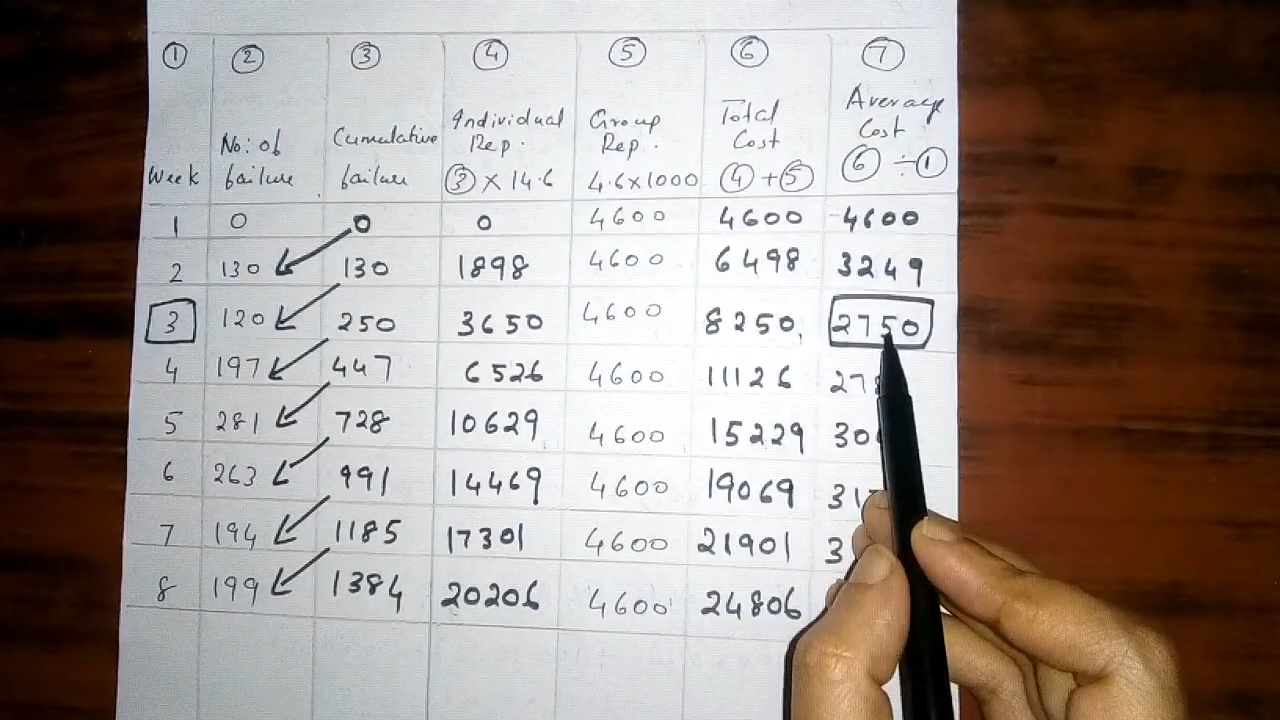 ① ② ③ ④ ⑤ ⑥ ⑦
Week No: of failure Cumulative failure Individual Rep. ③ X 14.6 Group Rep. 4.6x1000 Total Cost ④ + ⑤ Average Cost ⑥ ÷ ①
1 0 0 0 4600 4600 4600
2 130 130 1898 4600 6498 3249
3 120 250 3650 4600 8250 2750
4 197 447 6526 4600 11126
5 281 728 10629 4600 15229
6 263 991 14469 4600 19069
7 194 1185 17301 4600 21901
8 199 1384 20206 4600 24806